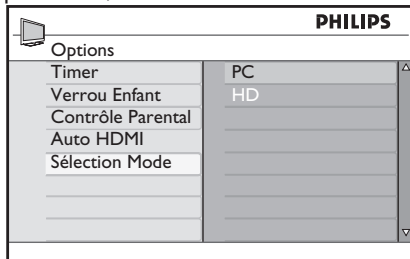 PHILIPS
Options
Timer
PC
Verrou Enfant
HD
Contrôle Parental
Auto HDMI
Sélection Mode